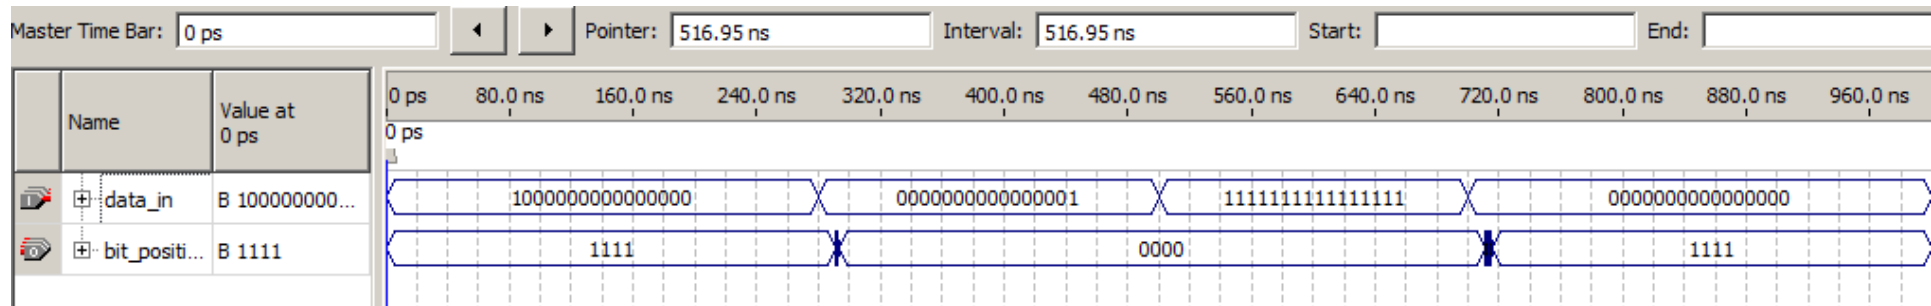 Master Time Bar: 0 ps Pointer: 516.95 ns Interval: 516.95 ns Start: End:
Name Value at 0 ps
0 ps 80.0 ns 160.0 ns 240.0 ns 320.0 ns 400.0 ns 480.0 ns 560.0 ns 640.0 ns 720.0 ns 800.0 ns 880.0 ns 960.0 ns
0 ps
data_in B 100000000... 1000000000000000 0000000000000001 1111111111111111 0000000000000000
bit_positi... B 1111 1111 0000 1111